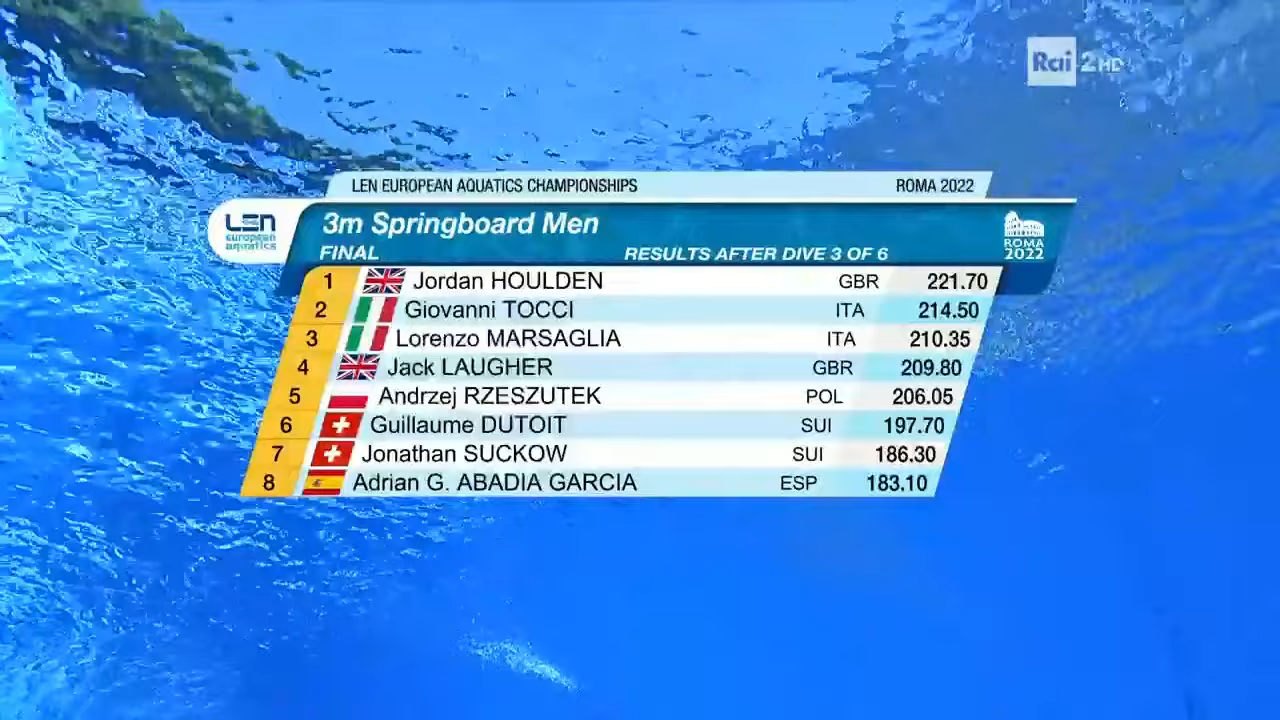 Rai 2HD
LEN EUROPEAN AQUATICS CHAMPIONSHIPS ROMA 2022
LEN
european
aquatics
3m Springboard Men
FINAL RESULTS AFTER DIVE 3 OF 6
ROMA
2022
1 Jordan HOULDEN GBR 221.70
2 Giovanni TOCCI ITA 214.50
3 Lorenzo MARSAGLIA ITA 210.35
4 Jack LAUGHER GBR 209.80
5 Andrzej RZESZUTEK POL 206.05
6 Guillaume DUTOIT SUI 197.70
7 Jonathan SUCKOW SUI 186.30
8 Adrian G. ABADIA GARCIA ESP 183.10